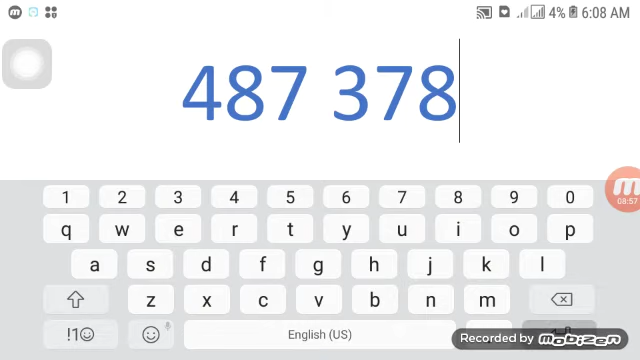 4% 6:08 AM
487 378
08:57
1 2 3 4 5 6 7 8 9 0
q w e r t y u i o p
a s d f g h j k l
z x c v b n m
!1☺ English (US)
Recorded by mobizen